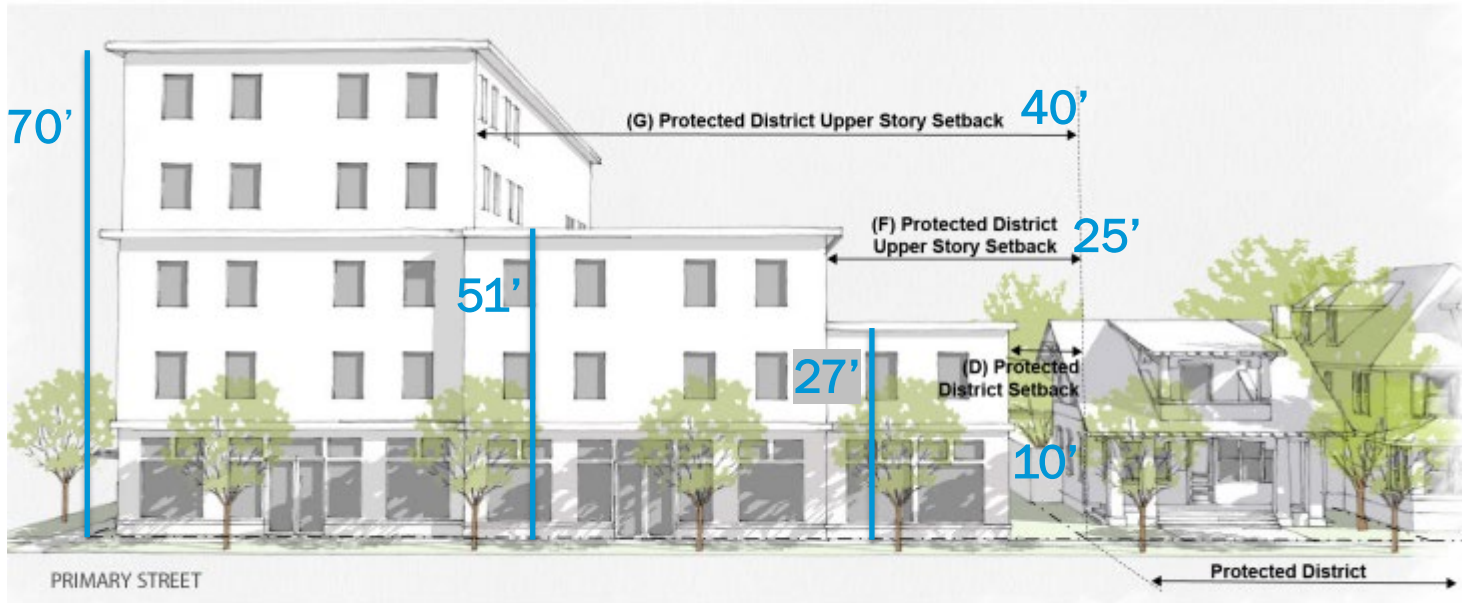 70’
(G) Protected District Upper Story Setback 40’
(F) Protected District
Upper Story Setback 25’
51’
27’
(D) Protected
District Setback
10’
Protected District
PRIMARY STREET